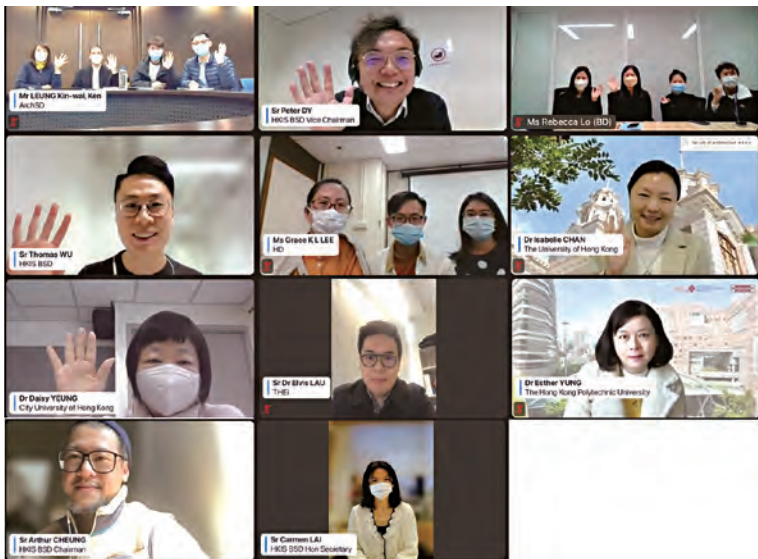 Mr LEUNG Kin-wai, Ken
ArchSD
Sr Peter DY
HKIS BSD Vice Chairman
Ms Rebecca Lo (BD)
Sr Thomas WU
HKIS BSD
Ms Grace K L LEE
HD
Dr Isabelle CHAN
The University of Hong Kong
Dr Daisy YEUNG
City University of Hong Kong
Sr Dr Elvis LAU
THEi
Dr Esther YUNG
The Hong Kong Polytechnic University
Sr Arthur CHEUNG
HKIS BSD Chairman
Sr Carmen LAI
HKIS BSD Hon Secretary